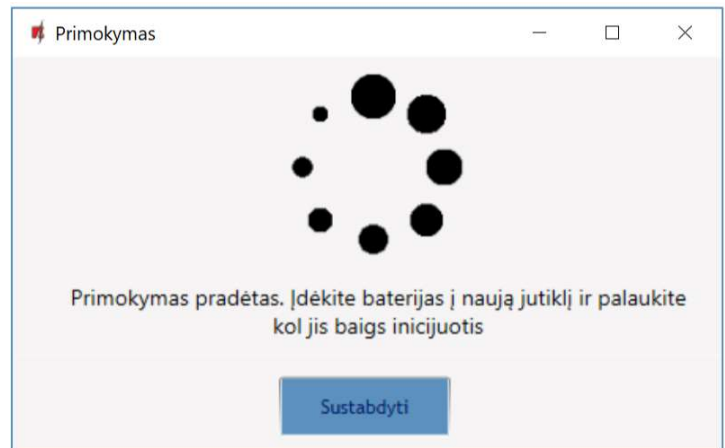 Primokymas
Primokymas pradėtas. Įdėkite baterijas į naują jutiklį ir palaukite
kol jis baigs inicijuotis
Sustabdyti